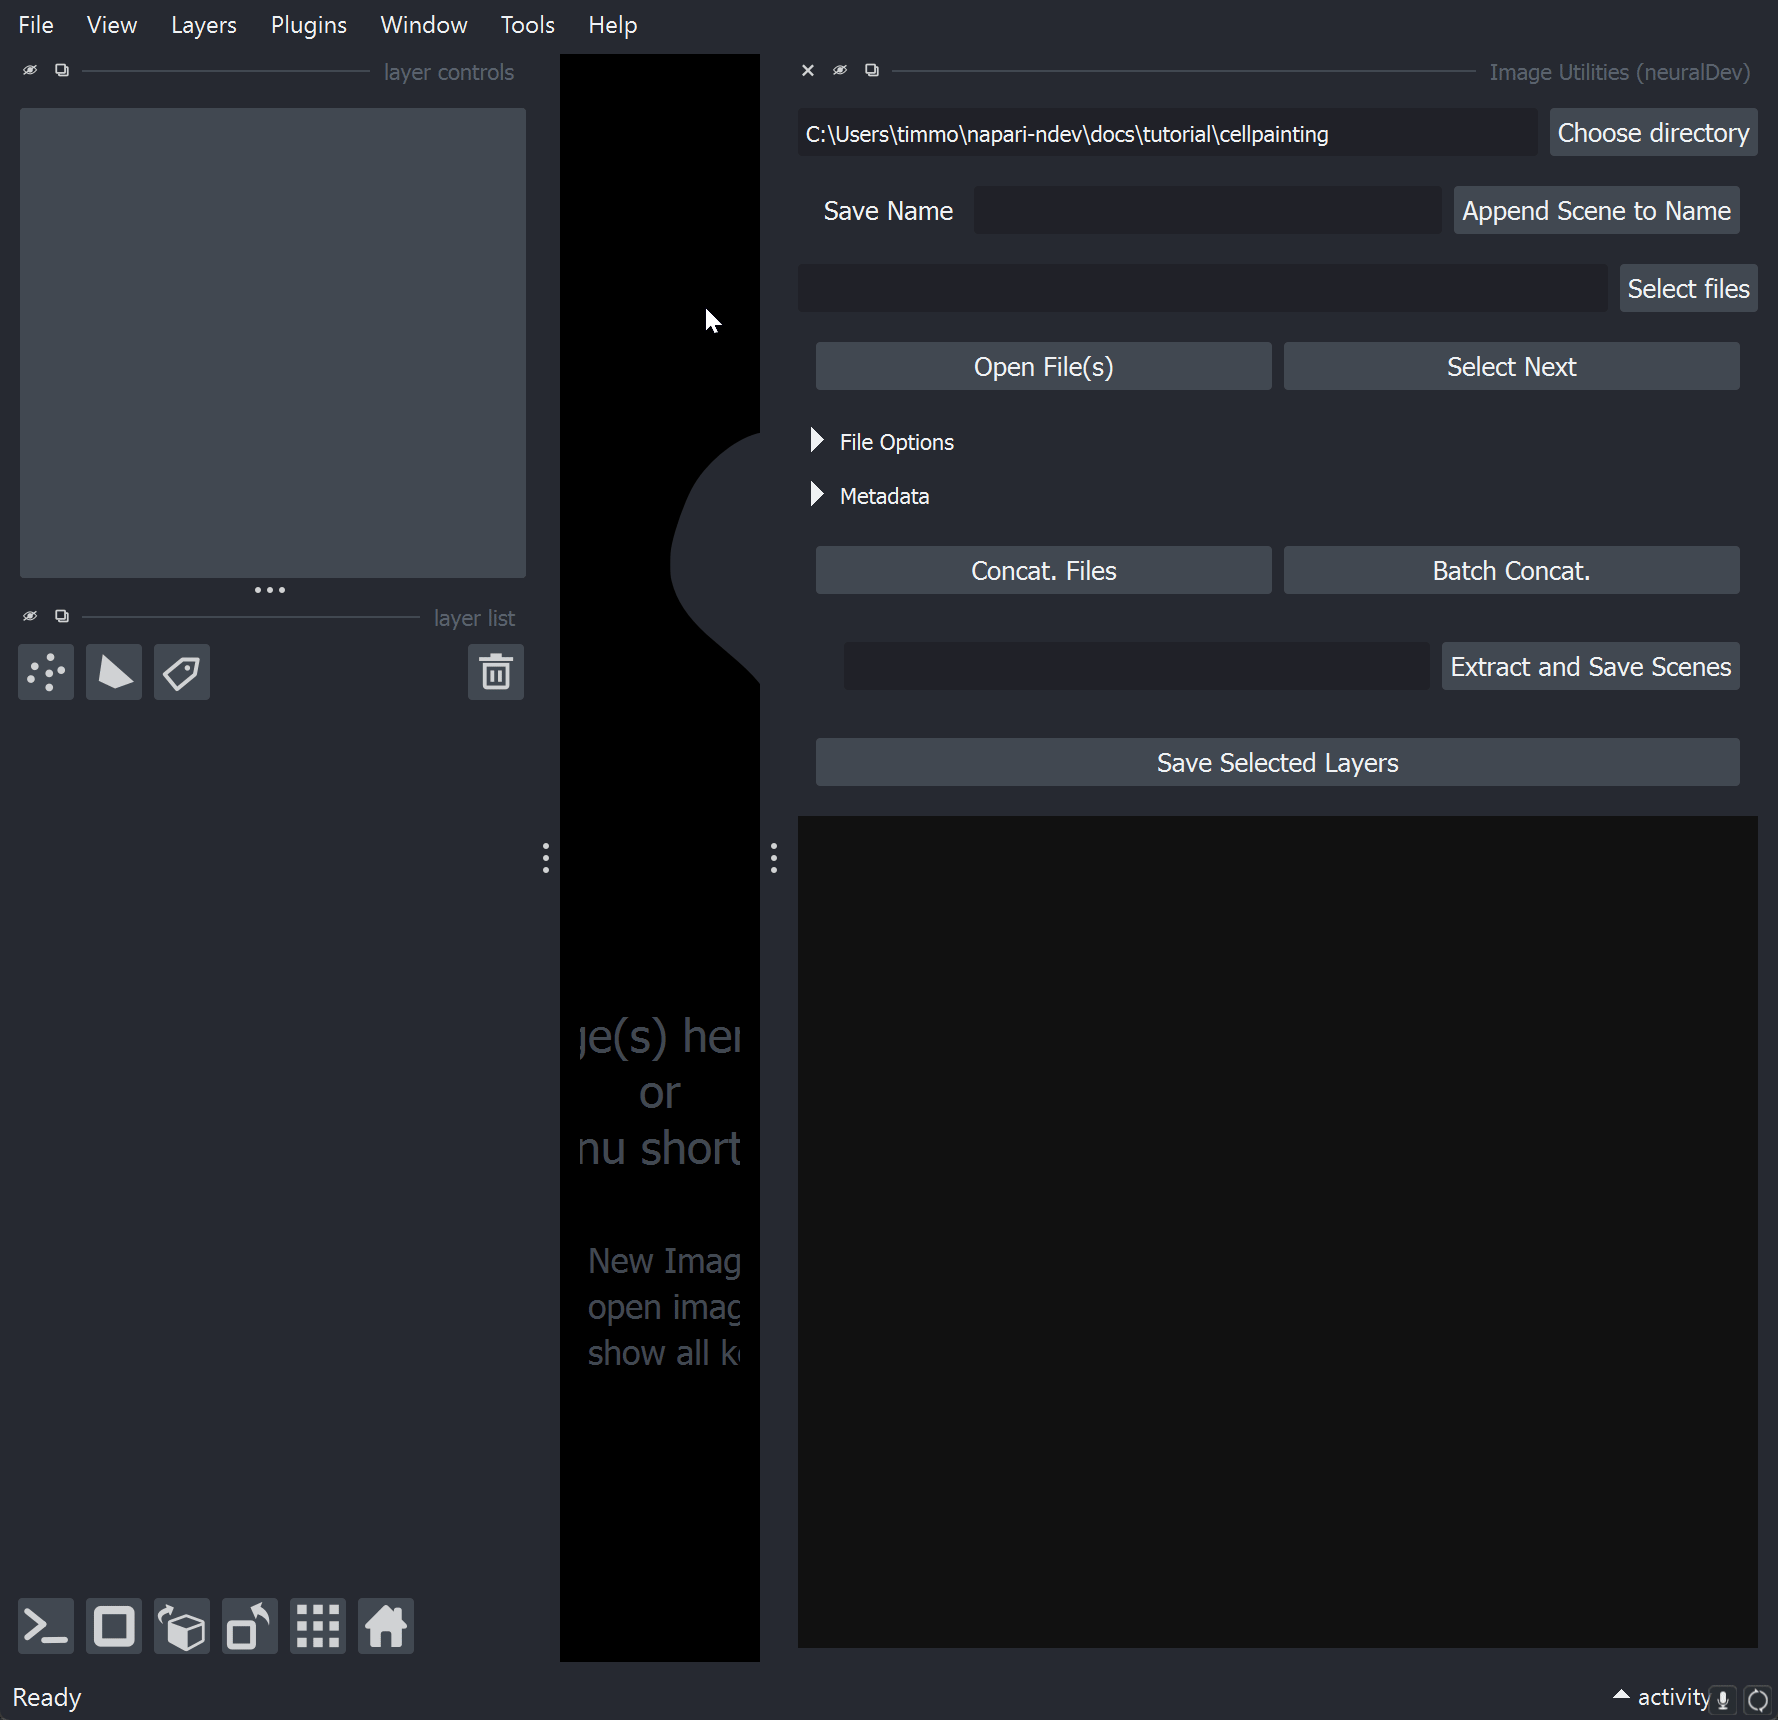 File View Layers Plugins Window Tools Help
layer controls
layer list
ge(s) her
or
nu short
New Imag
open imag
show all k
Image Utilities (neuralDev)
C:\Users\timmo\napari-ndev\docs\tutorial\cellpainting Choose directory
Save Name Append Scene to Name
Select files
Open File(s) Select Next
File Options
Metadata
Concat. Files Batch Concat.
Extract and Save Scenes
Save Selected Layers
Ready activity